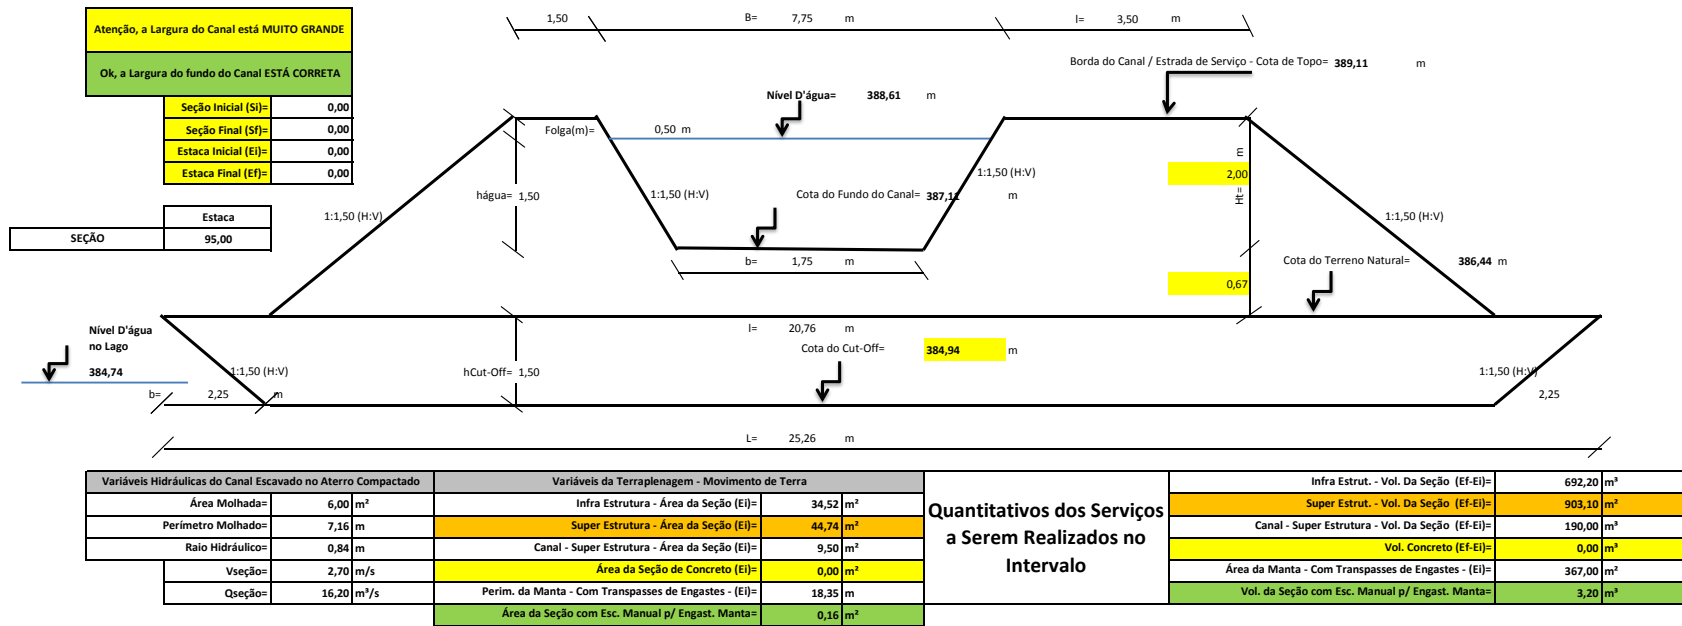 1,50 B= 7,75 m l= 3,50 m
Atenção, a Largura do Canal está MUITO GRANDE
Ok, a Largura do fundo do Canal ESTÁ CORRETA
Borda do Canal / Estrada de Serviço - Cota de Topo= 389,11 m
Nível D'água= 388,61 m
Seção Inicial (Si)= 0,00
Seção Final (Sf)= 0,00
Estaca Inicial (Ei)= 0,00
Estaca Final (Ef)= 0,00
Folga(m)= 0,50 m
m
2,00
Ht=
1:1,50 (H:V)
hágua= 1,50
1:1,50 (H:V)
Cota do Fundo do Canal= 387,11 m
1:1,50 (H:V)
1:1,50 (H:V)
Estaca
SEÇÃO 95,00
b= 1,75 m
Cota do Terreno Natural= 386,44 m
0,67
Nível D'água
no Lago
384,74
l= 20,76 m
Cota do Cut-Off= 384,94 m
1:1,50 (H:V)
hCut-Off= 1,50
1:1,50 (H:V)
b= 2,25 m
2,25
L= 25,26 m
Variáveis Hidráulicas do Canal Escavado no Aterro Compactado
Área Molhada= 6,00 m²
Perímetro Molhado= 7,16 m
Raio Hidráulico= 0,84 m
Vseção= 2,70 m/s
Qseção= 16,20 m³/s
Variáveis da Terraplenagem - Movimento de Terra
Infra Estrutura - Área da Seção (Ei)= 34,52 m²
Super Estrutura - Área da Seção (Ei)= 44,74 m²
Canal - Super Estrutura - Área da Seção (Ei)= 9,50 m²
Área da Seção de Concreto (Ei)= 0,00 m²
Perim. da Manta - Com Transpasses de Engastes - (Ei)= 18,35 m
Área da Seção com Esc. Manual p/ Engast. Manta= 0,16 m²
Quantitativos dos Serviços
a Serem Realizados no
Intervalo
Infra Estrut. - Vol. Da Seção (Ef-Ei)= 692,20 m³
Super Estrut. - Vol. Da Seção (Ef-Ei)= 903,10 m²
Canal - Super Estrutura - Vol. Da Seção (Ef-Ei)= 190,00 m³
Vol. Concreto (Ef-Ei)= 0,00 m³
Área da Manta - Com Transpasses de Engastes - (Ei)= 367,00 m²
Vol. da Seção com Esc. Manual p/ Engast. Manta= 3,20 m³